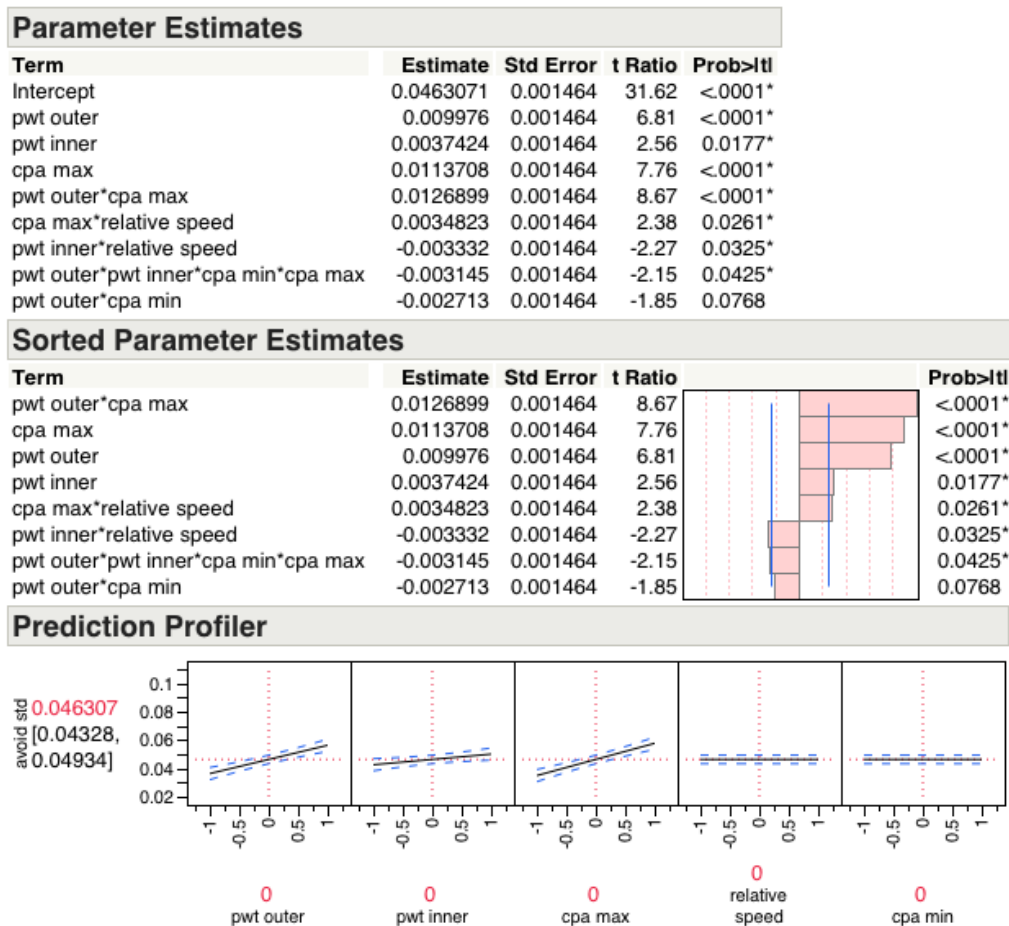 Parameter Estimates
Term Estimate Std Error t Ratio Prob>|t|
Intercept 0.0463071 0.001464 31.62 <.0001*
pwt outer 0.009976 0.001464 6.81 <.0001*
pwt inner 0.0037424 0.001464 2.56 0.0177*
cpa max 0.0113708 0.001464 7.76 <.0001*
pwt outer*cpa max 0.0126899 0.001464 8.67 <.0001*
cpa max*relative speed 0.0034823 0.001464 2.38 0.0261*
pwt inner*relative speed -0.003332 0.001464 -2.27 0.0325*
pwt outer*pwt inner*cpa min*cpa max -0.003145 0.001464 -2.15 0.0425*
pwt outer*cpa min -0.002713 0.001464 -1.85 0.0768
Sorted Parameter Estimates
Term Estimate Std Error t Ratio Prob>|t|
pwt outer*cpa max 0.0126899 0.001464 8.67 <.0001*
cpa max 0.0113708 0.001464 7.76 <.0001*
pwt outer 0.009976 0.001464 6.81 <.0001*
pwt inner 0.0037424 0.001464 2.56 0.0177*
cpa max*relative speed 0.0034823 0.001464 2.38 0.0261*
pwt inner*relative speed -0.003332 0.001464 -2.27 0.0325*
pwt outer*pwt inner*cpa min*cpa max -0.003145 0.001464 -2.15 0.0425*
pwt outer*cpa min -0.002713 0.001464 -1.85 0.0768
Prediction Profiler
avoid std
0.046307
[0.04328,
0.04934]
0.1
0.08
0.06
0.04
0.02
-1 -0.5 0 0.5 1 -1 -0.5 0 0.5 1 -1 -0.5 0 0.5 1 -1 -0.5 0 0.5 1 -1 -0.5 0 0.5 1
0 0 0 0 0
pwt outer pwt inner cpa max relative speed cpa min